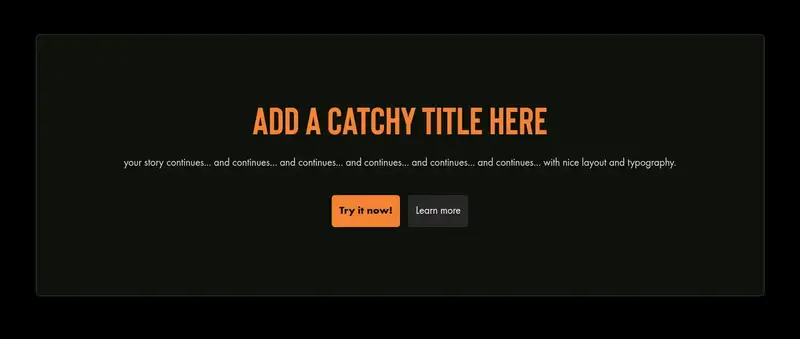 ADD A CATCHY TITLE HERE
your story continues... and continues... and continues... and continues... and continues... and continues... with nice layout and typography.
Try it now!
Learn more